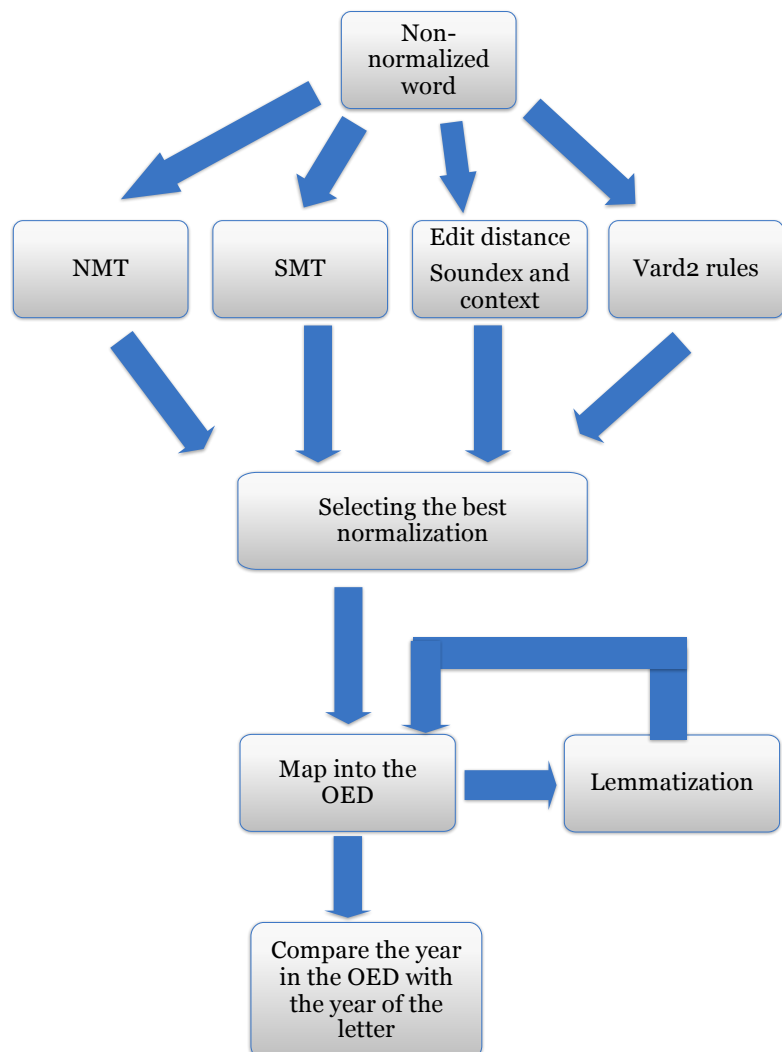 Non-
normalized
word
NMT
SMT
Edit distance
Soundex and
context
Vard2 rules
Selecting the best
normalization
Map into the
OED
Lemmatization
Compare the year
in the OED with
the year of the
letter